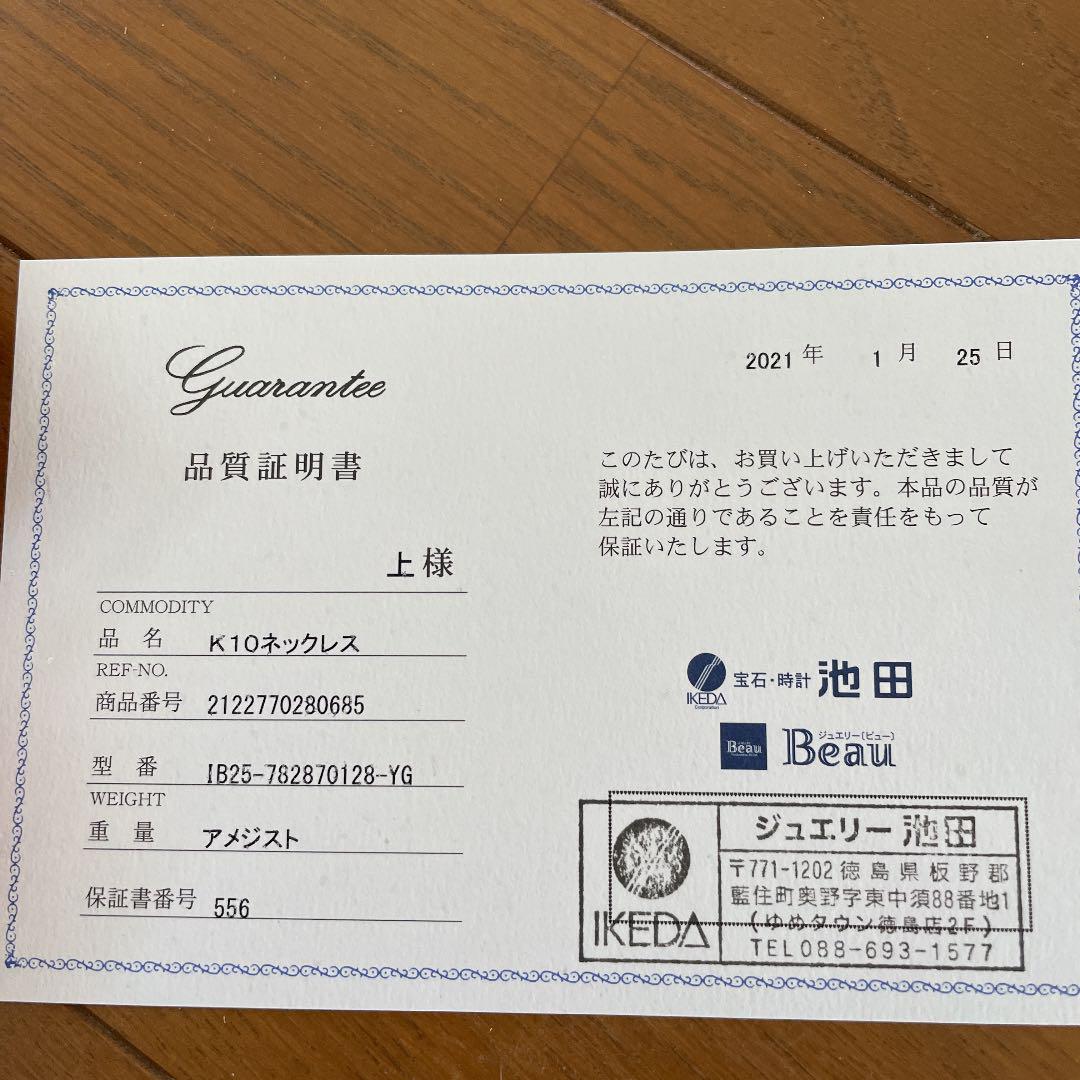 Guarantee
品質証明書
上様
COMMODITY
品名 K10ネックレス
REF-NO.
商品番号 2122770280685
型番 IB25-782870128-YG
WEIGHT
重量 アメジスト
保証書番号 556
2021年 1月 25日
このたびは、お買い上げいただきまして
誠にありがとうございます。本品の品質が
左記の通りであることを責任をもって
保証いたします。
IKEDA
Corporation
宝石・時計 池田
Beau
ジュエリー〔ビュー〕
Beau
IKEDA
ジュエリー 池田
〒771-1202 徳島県板野郡
藍住町奥野字東中須88番地1
(ゆめタウン徳島店2F)
TEL088-693-1577